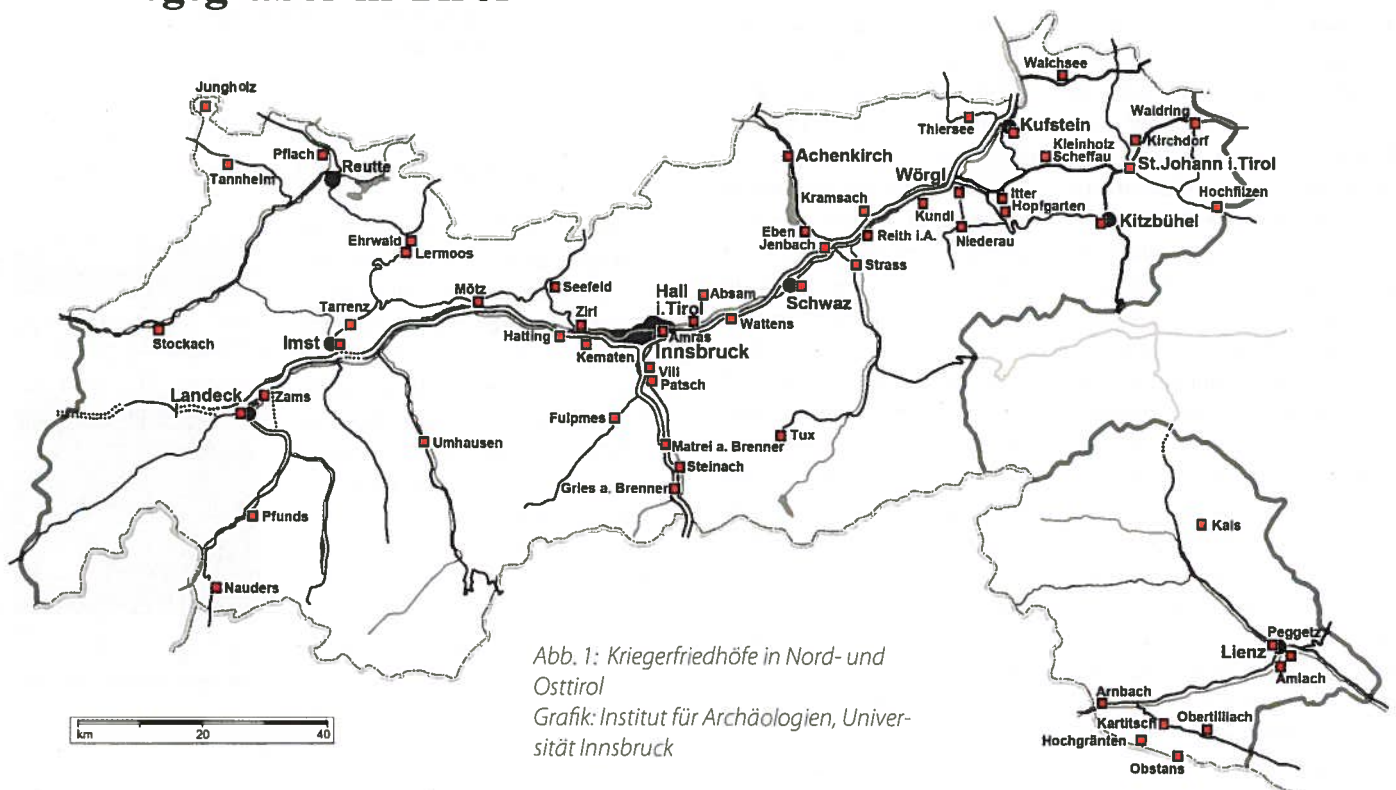 Jungholz
Tannheim
Pflach
Reutte
Ehrwald
Lermoos
Stockach
Tarrenz
Imst
Landeck
Zams
Pfunds
Nauders
Umhausen
Mötz
Seefeld
Zirl
Hatting
Kematen
Hall
i.Tirol
Absam
Amras
Innsbruck
Wattens
Vill
Patsch
Fulpmes
Matrei a. Brenner
Steinach
Gries a. Brenner
Tux
Achenkirch
Eben
Jenbach
Schwaz
Strass
Reith i.A.
Kramsach
Kundl
Wörgl
Thiersee
Walchsee
Kufstein
Kleinholz
Scheffau
Itter
Hopfgarten
Niederau
Waidring
Kirchdorf
St.Johann i.Tirol
Hochfilzen
Kitzbühel
Kals
Peggetz
Lienz
Amlach
Arnbach
Kartitsch
Obertilliach
Hochgränten
Obstans
Abb. 1: Kriegerfriedhöfe in Nord- und
Osttirol
Grafik: Institut für Archäologien, Univer-
sität Innsbruck
km 20 40